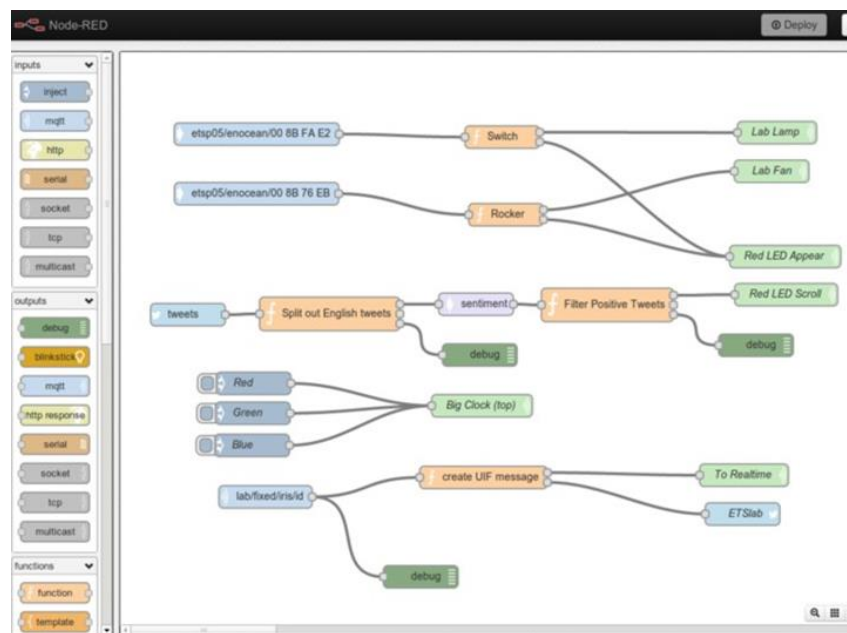 Node-RED
Deploy
inputs
inject
mqtt
http
serial
socket
tcp
multicast
outputs
debug
blinkstick
mqtt
http response
serial
socket
tcp
multicast
functions
function
template
etsp05/enocean/00 8B FA E2
Switch
Lab Lamp
Lab Fan
etsp05/enocean/00 8B 76 EB
Rocker
Red LED Appear
tweets
Split out English tweets
sentiment
Filter Positive Tweets
Red LED Scroll
debug
debug
Red
Green
Blue
Big Clock (top)
lab/fixed/iris/id
create UIF message
To Realtime
ETSlab
debug